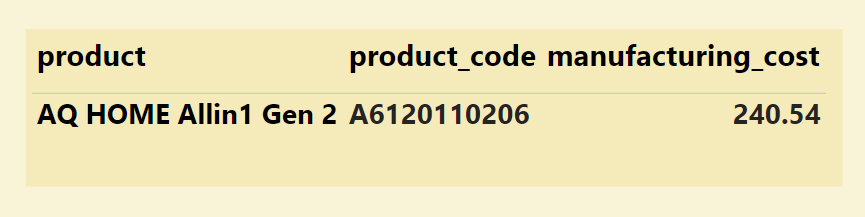 product product_code manufacturing_cost
AQ HOME Allin1 Gen 2 A6120110206 240.54